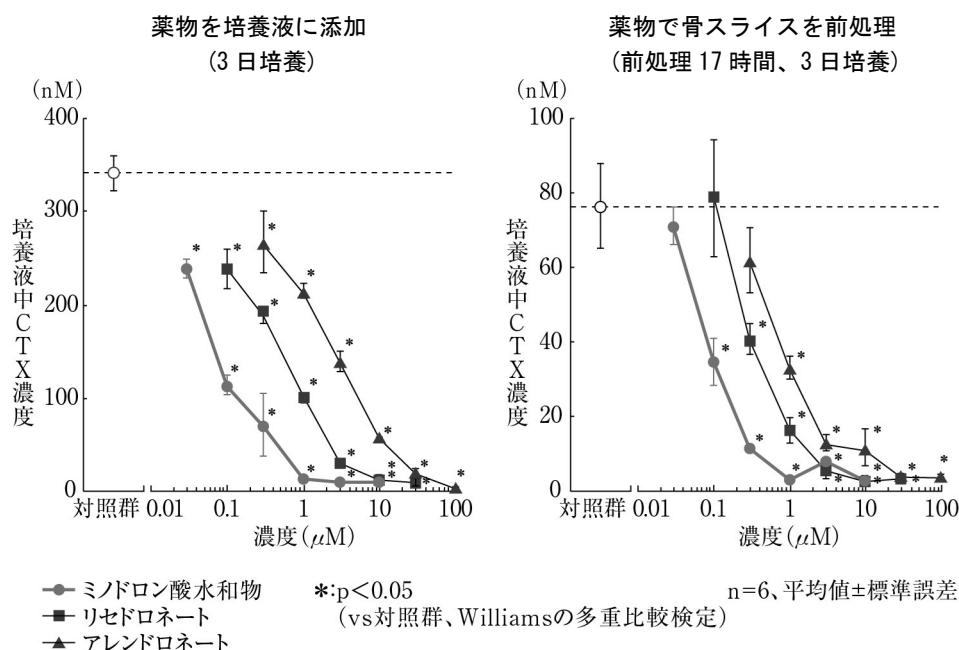 薬物を培養液に添加
(3 日培養)
(nM)
400
300
200
100
0
培養液中CTX濃度
対照群
0.01
0.1
1
10
100
濃度(μM)
薬物で骨スライスを前処理
(前処理 17 時間、3 日培養)
(nM)
100
80
60
40
20
0
培養液中CTX濃度
対照群
0.01
0.1
1
10
100
濃度(μM)
ミノドロン酸水和物
リセドロネート
アレンドロネート
*:p<0.05
(vs対照群、Williamsの多重比較検定)
n=6、平均値±標準誤差